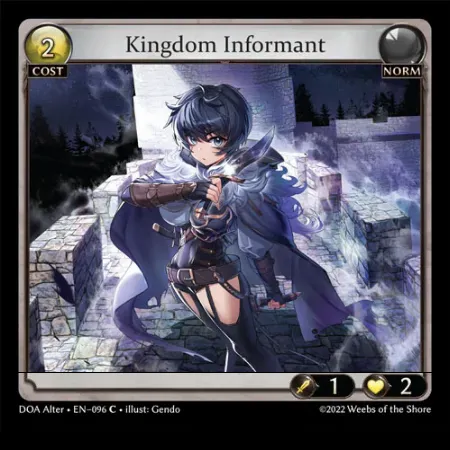 2
Kingdom Informant
COST
NORM
1
2
DOA Alter • EN-096 C • illust: Gendo
©2022 Weebs of the Shore